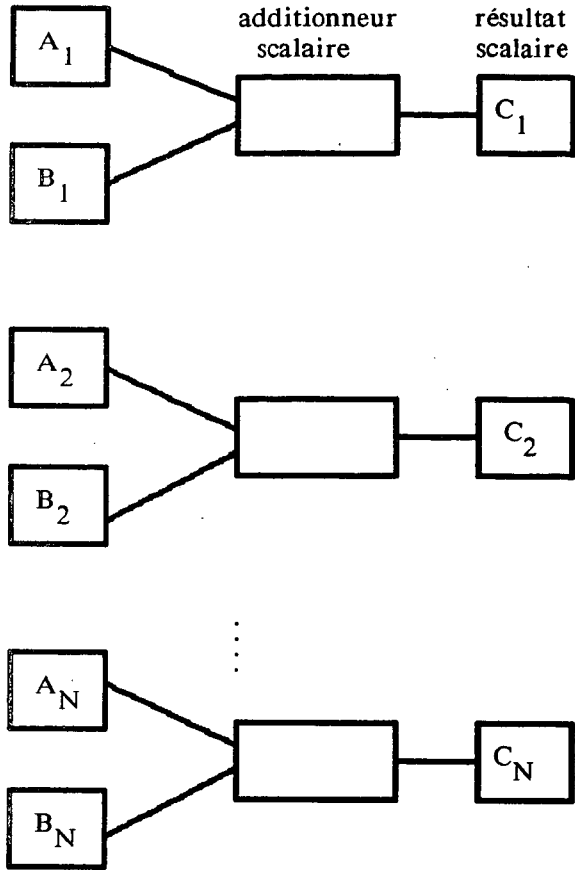 additionneur
scalaire
résultat
scalaire
A1
B1
C1
A2
B2
C2
AN
BN
CN